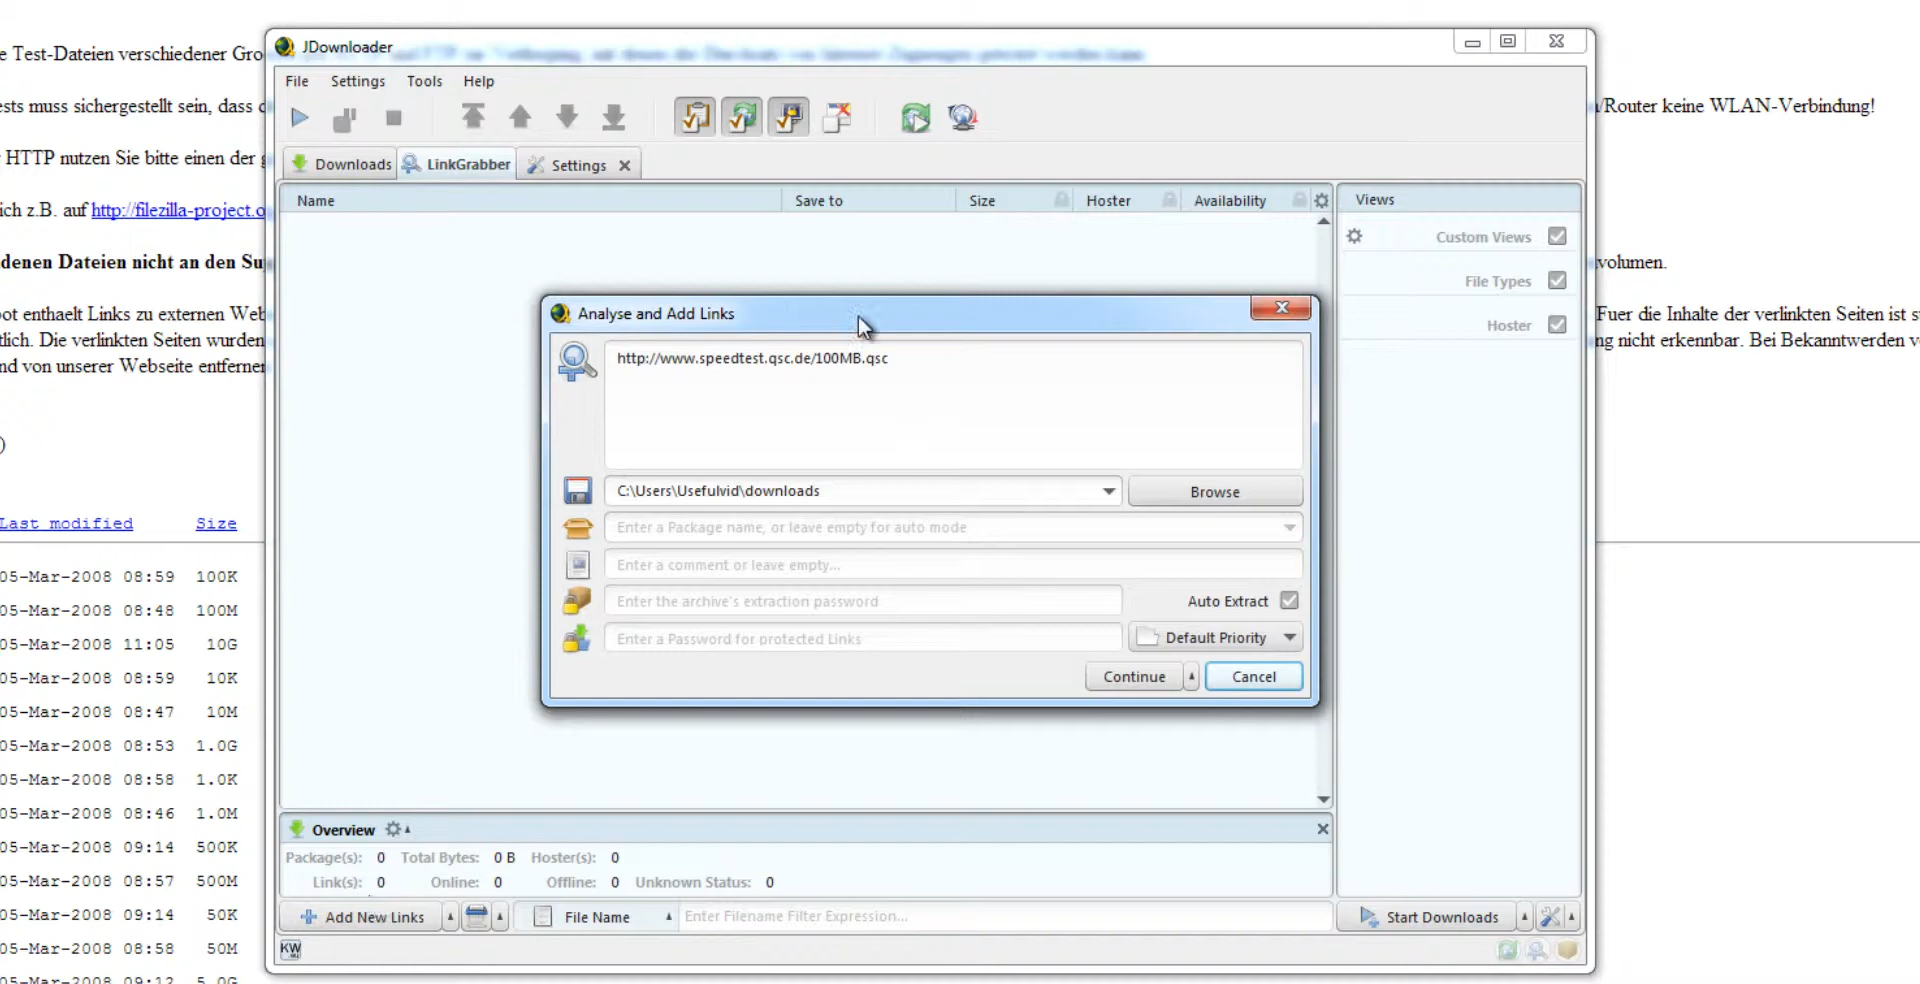 e Test-Dateien verschiedener Gro
JDownloader
File Settings Tools Help
ests muss sichergestellt sein, dass
/Router keine WLAN-Verbindung!
HTTP nutzen Sie bitte einen der g
Downloads LinkGrabber Settings
ich z.B. auf http://filezilla-project.o
Name Save to Size Hoster Availability Views
Custom Views
denen Dateien nicht an den Su
volumen.
File Types
ot enthaelt Links zu externen Web
Analyse and Add Links
Hoster
Fuer die Inhalte der verlinkten Seiten ist s
tlich. Die verlinkten Seiten wurden
ng nicht erkennbar. Bei Bekanntwerden v
nd von unserer Webseite entferner
http://www.speedtest.qsc.de/100MB.qsc
)
C:\Users\Usefulvid\downloads Browse
Last modified Size
Enter a Package name, or leave empty for auto mode
Enter a comment or leave empty...
Enter the archive's extraction password Auto Extract
Enter a Password for protected Links Default Priority
Continue Cancel
05-Mar-2008 08:59 100K
05-Mar-2008 08:48 100M
05-Mar-2008 11:05 10G
05-Mar-2008 08:59 10K
05-Mar-2008 08:47 10M
05-Mar-2008 08:53 1.0G
05-Mar-2008 08:58 1.0K
05-Mar-2008 08:46 1.0M
05-Mar-2008 09:14 500K
05-Mar-2008 08:57 500M
05-Mar-2008 09:14 50K
05-Mar-2008 08:58 50M
05-Mar-2008 09:12 5.0G
Overview
Package(s): 0 Total Bytes: 0 B Hoster(s): 0
Link(s): 0 Online: 0 Offline: 0 Unknown Status: 0
Add New Links File Name Enter Filename Filter Expression... Start Downloads
KW